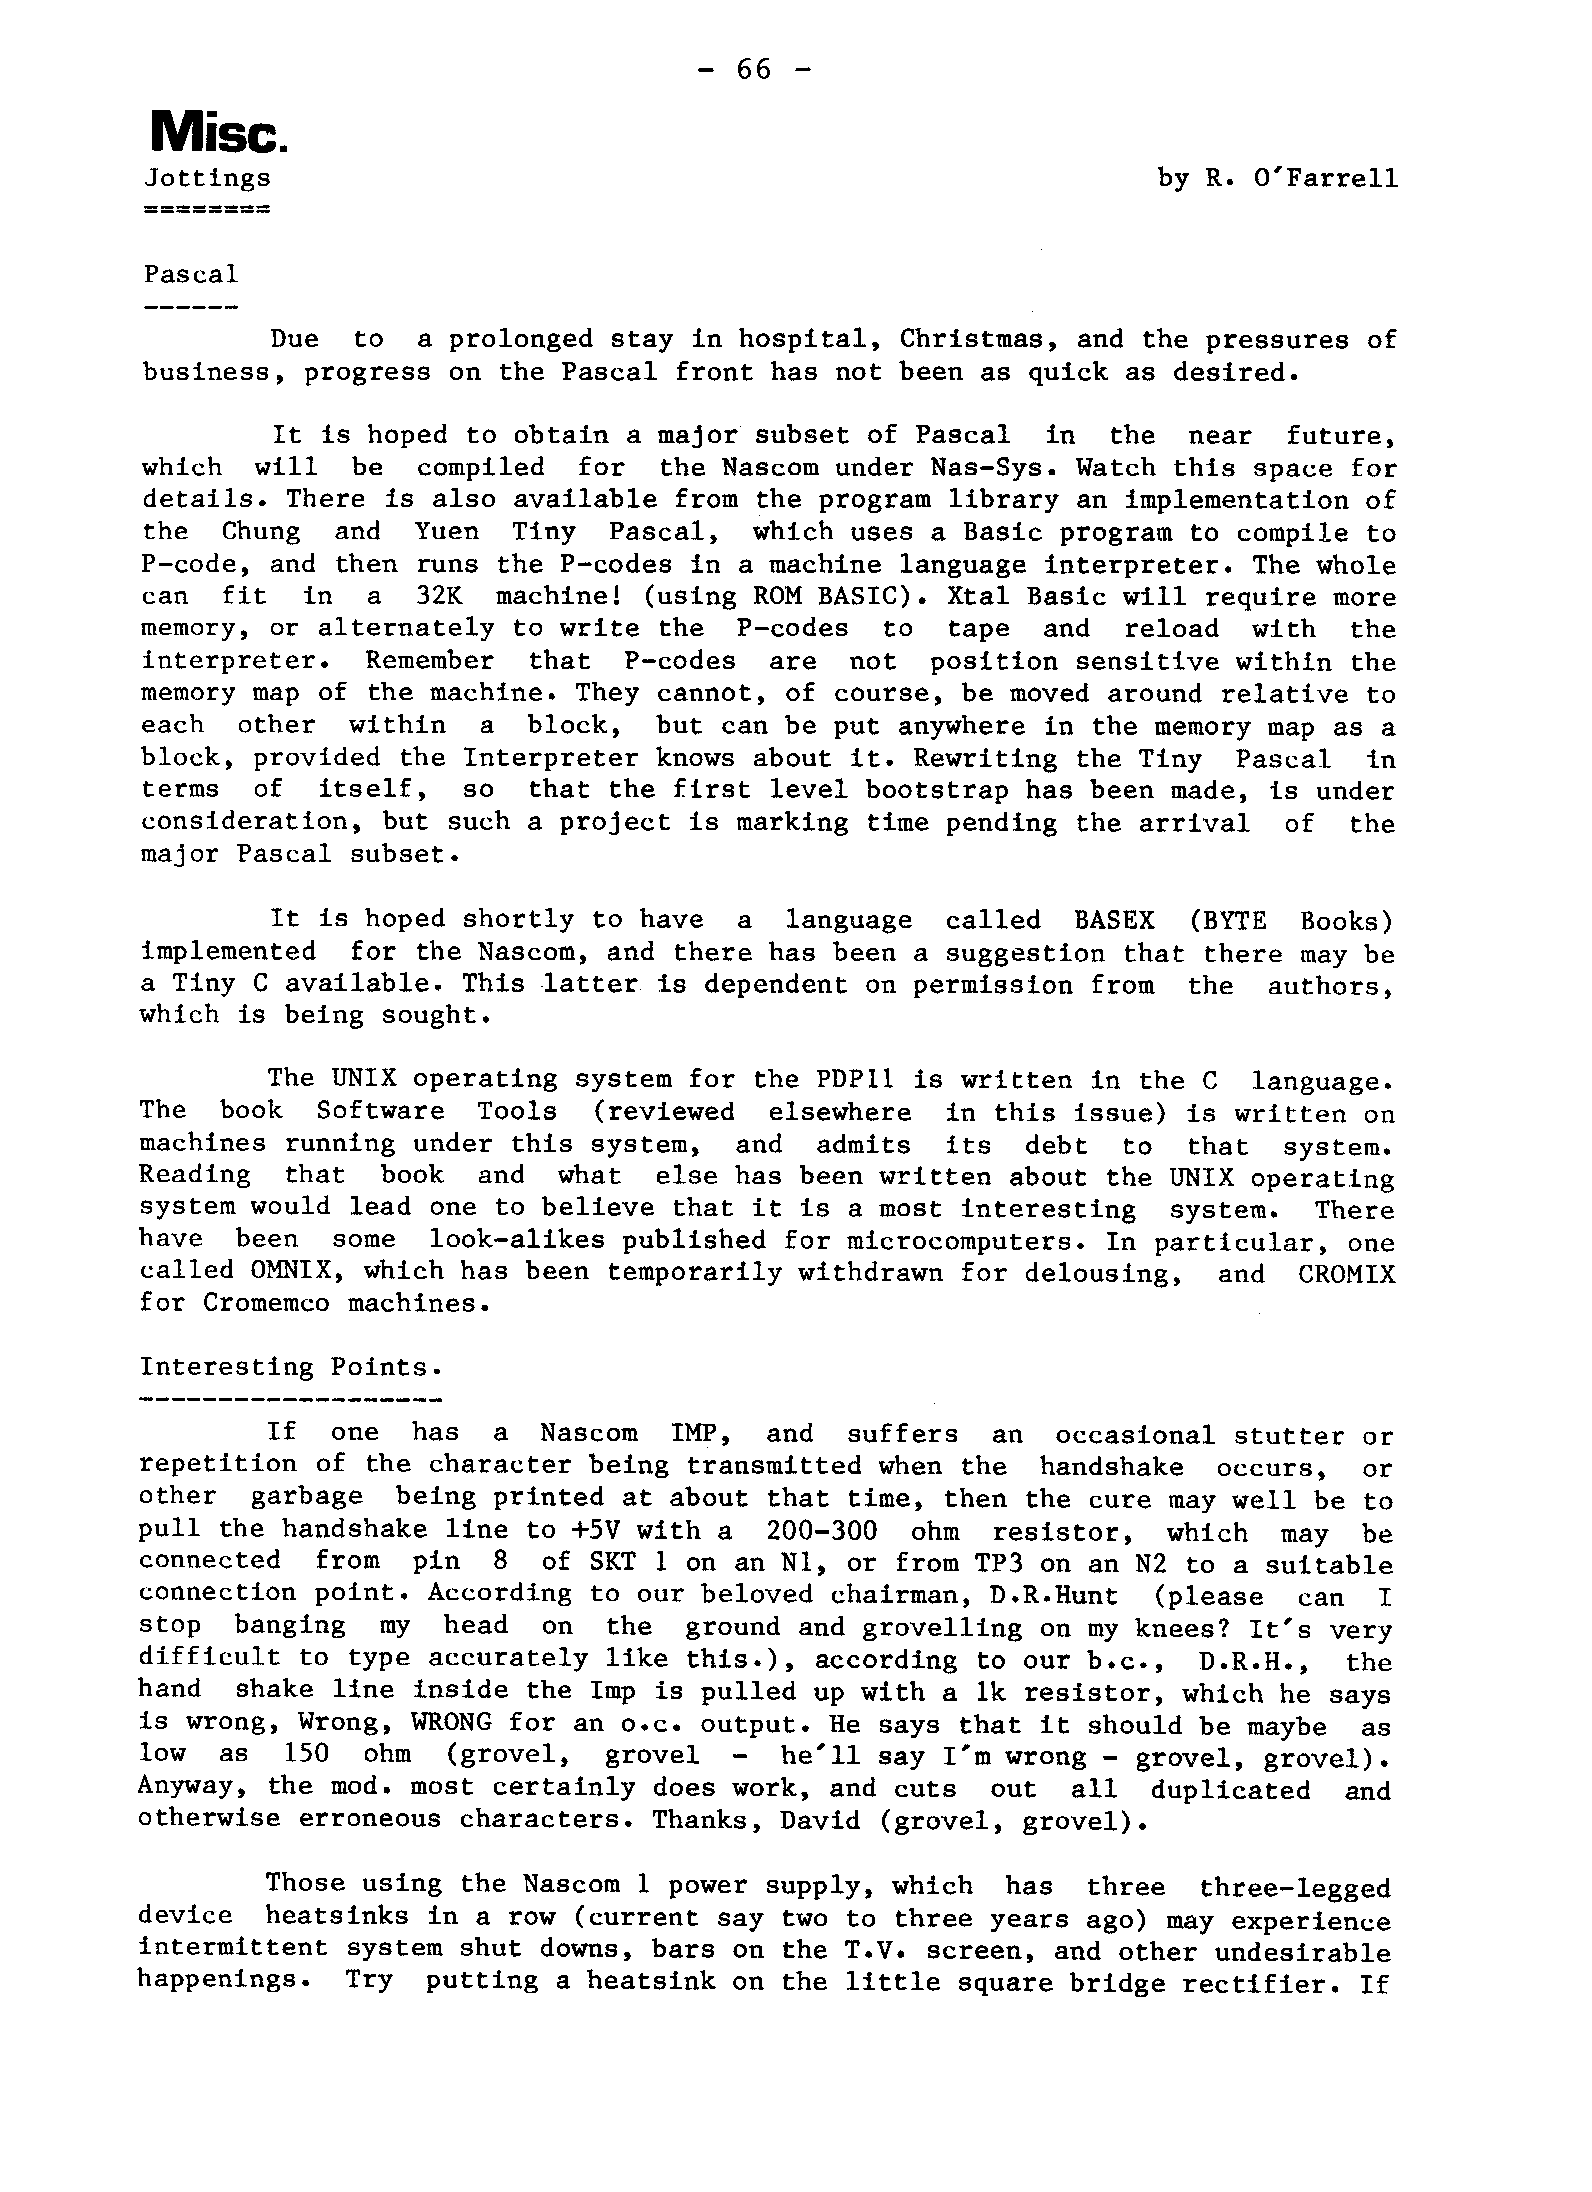 - 66 -
Misc.
Jottings by R. O'Farrell
========
Pascal
------
Due to a prolonged stay in hospital, Christmas, and the pressures of
business, progress on the Pascal front has not been as quick as desired.
It is hoped to obtain a major subset of Pascal in the near future,
which will be compiled for the Nascom under Nas-Sys. Watch this space for
details. There is also available from the program library an implementation of
the Chung and Yuen Tiny Pascal, which uses a Basic program to compile to
P-code, and then runs the P-codes in a machine language interpreter. The whole
can fit in a 32K machine! (using ROM BASIC). Xtal Basic will require more
memory, or alternately to write the P-codes to tape and reload with the
interpreter. Remember that P-codes are not position sensitive within the
memory map of the machine. They cannot, of course, be moved around relative to
each other within a block, but can be put anywhere in the memory map as a
block, provided the Interpreter knows about it. Rewriting the Tiny Pascal in
terms of itself, so that the first level bootstrap has been made, is under
consideration, but such a project is marking time pending the arrival of the
major Pascal subset.
It is hoped shortly to have a language called BASEX (BYTE Books)
implemented for the Nascom, and there has been a suggestion that there may be
a Tiny C available. This latter is dependent on permission from the authors,
which is being sought.
The UNIX operating system for the PDP11 is written in the C language.
The book Software Tools (reviewed elsewhere in this issue) is written on
machines running under this system, and admits its debt to that system.
Reading that book and what else has been written about the UNIX operating
system would lead one to believe that it is a most interesting system. There
have been some look-alikes published for microcomputers. In particular, one
called OMNIX, which has been temporarily withdrawn for delousing, and CROMIX
for Cromemco machines.
Interesting Points.
-------------------
If one has a Nascom IMP, and suffers an occasional stutter or
repetition of the character being transmitted when the handshake occurs, or
other garbage being printed at about that time, then the cure may well be to
pull the handshake line to +5V with a 200-300 ohm resistor, which may be
connected from pin 8 of SKT 1 on an N1, or from TP3 on an N2 to a suitable
connection point. According to our beloved chairman, D.R.Hunt (please can I
stop banging my head on the ground and grovelling on my knees? It's very
difficult to type accurately like this.), according to our b.c., D.R.H., the
hand shake line inside the Imp is pulled up with a 1k resistor, which he says
is wrong, Wrong, WRONG for an o.c. output. He says that it should be maybe as
low as 150 ohm (grovel, grovel - he'll say I'm wrong - grovel, grovel).
Anyway, the mod. most certainly does work, and cuts out all duplicated and
otherwise erroneous characters. Thanks, David (grovel, grovel).
Those using the Nascom 1 power supply, which has three three-legged
device heatsinks in a row (current say two to three years ago) may experience
intermittent system shut downs, bars on the T.V. screen, and other undesirable
happenings. Try putting a heatsink on the little square bridge rectifier. If